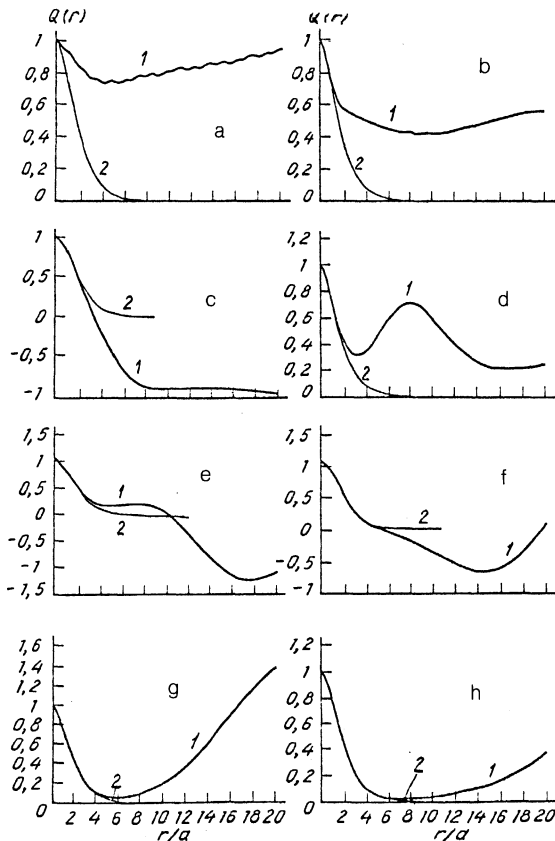 Q(r) Q(r)
1 1
0,8 0,8
0,6 0,6
0,4 0,4
0,2 0,2
0 0
1 2 a
1 2 b
1 1,2
0,5 1
0 0,8
-0,5 0,6
-1 0,4
0,2
0
c 2 1
d 1 2
1,5 1,5
1 1
0,5 0,5
0 0
-0,5 -0,5
-1 -1
-1,5
e 1 2
f 2 1
1,6 1,2
1,4 1
1,2 0,8
1 0,6
0,8 0,4
0,6 0,2
0,4 0
0,2
0
g 2 1
h 2 1
2 4 6 8 10 12 14 16 18 20
2 4 6 8 10 12 14 16 18 20
r/a r/a